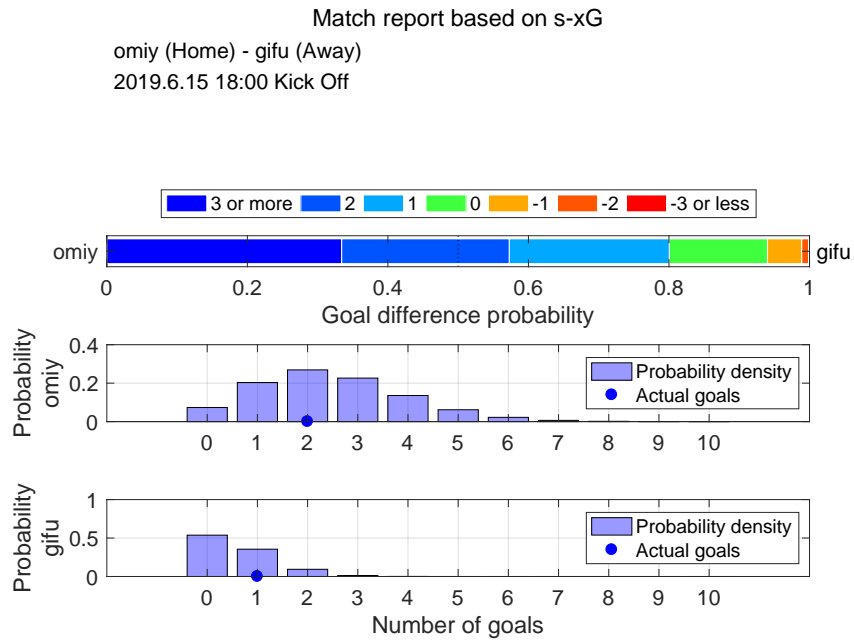 Match report based on s-xG
omiy (Home) - gifu (Away)
2019.6.15 18:00 Kick Off
3 or more 2 1 0 -1 -2 -3 or less
omiy gifu
0 0.2 0.4 0.6 0.8 1
Goal difference probability
Probability
omiy
0.4
0.2
0
Probability density
Actual goals
0 1 2 3 4 5 6 7 8 9 10
Probability
gifu
1
0.5
0
Probability density
Actual goals
0 1 2 3 4 5 6 7 8 9 10
Number of goals